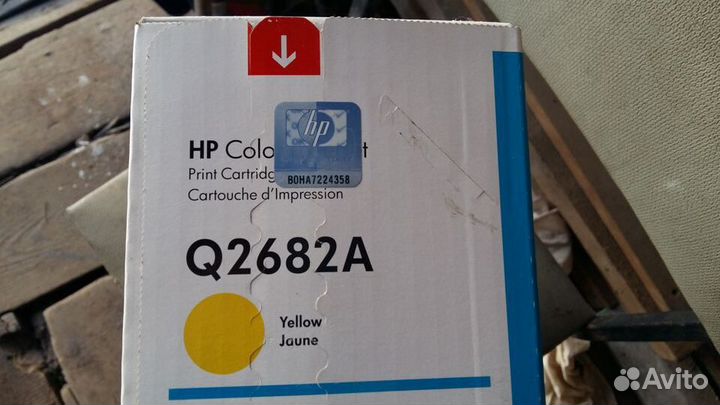 hp
HP Colo t
B0HA7224358
Print Cartridg
Cartouche d'Impression
Q2682A
Yellow
Jaune
Avito